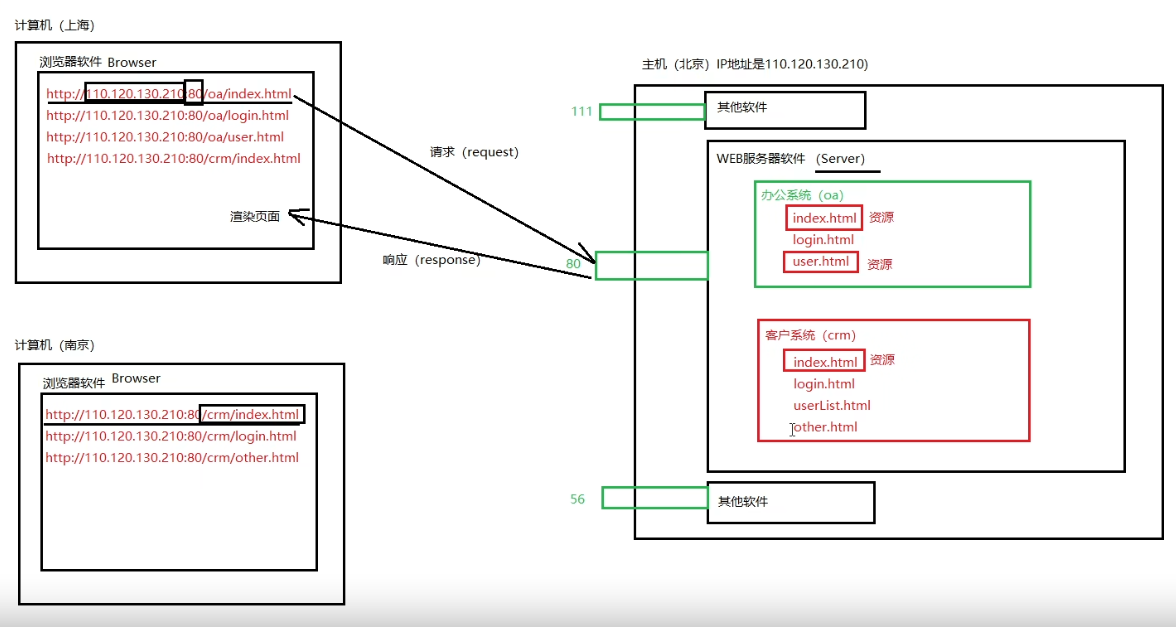 计算机（上海）
浏览器软件 Browser
http://110.120.130.210:80/oa/index.html
http://110.120.130.210:80/oa/login.html
http://110.120.130.210:80/oa/user.html
http://110.120.130.210:80/crm/index.html
渲染页面
请求（request）
响应（response）
计算机（南京）
浏览器软件 Browser
http://110.120.130.210:80/crm/index.html
http://110.120.130.210:80/crm/login.html
http://110.120.130.210:80/crm/other.html
主机（北京）IP地址是110.120.130.210)
111
其他软件
WEB服务器软件 （Server）
办公系统（oa）
index.html 资源
login.html
user.html 资源
80
客户系统（crm）
index.html 资源
login.html
userList.html
other.html
56
其他软件